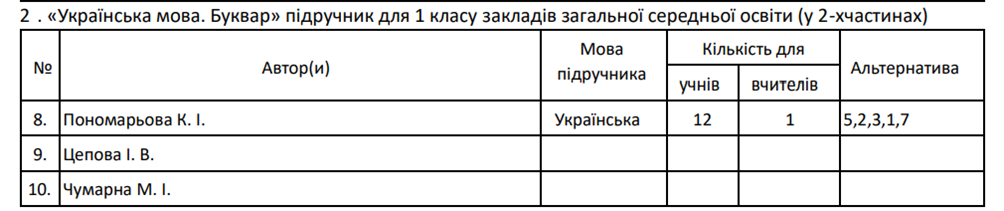 2 . «Українська мова. Буквар» підручник для 1 класу закладів загальної середньої освіти (у 2-хчастинах)
№ Автор(и) Мова підручника Кількість для Альтернатива
учнів вчителів
8. Пономарьова К. І. Українська 12 1 5,2,3,1,7
9. Цепова І. В.
10. Чумарна М. І.